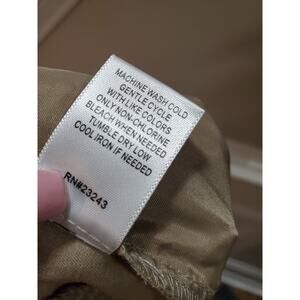 MACHINE WASH COLD
GENTLE CYCLE
WITH LIKE COLORS
ONLY NON-CHLORINE
BLEACH WHEN NEEDED
TUMBLE DRY LOW
COOL IRON IF NEEDED
RN#23243